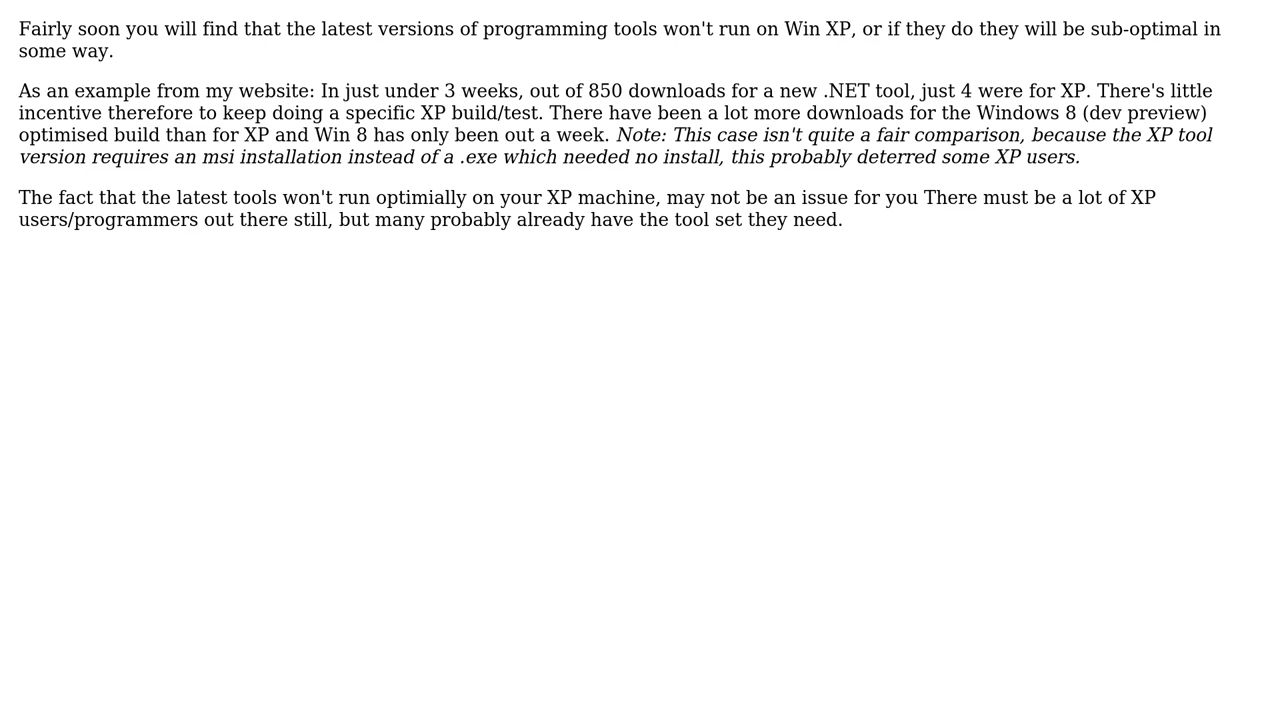 Fairly soon you will find that the latest versions of programming tools won't run on Win XP, or if they do they will be sub-optimal in
some way.
As an example from my website: In just under 3 weeks, out of 850 downloads for a new .NET tool, just 4 were for XP. There's little
incentive therefore to keep doing a specific XP build/test. There have been a lot more downloads for the Windows 8 (dev preview)
optimised build than for XP and Win 8 has only been out a week. Note: This case isn't quite a fair comparison, because the XP tool
version requires an msi installation instead of a .exe which needed no install, this probably deterred some XP users.
The fact that the latest tools won't run optimially on your XP machine, may not be an issue for you There must be a lot of XP
users/programmers out there still, but many probably already have the tool set they need.